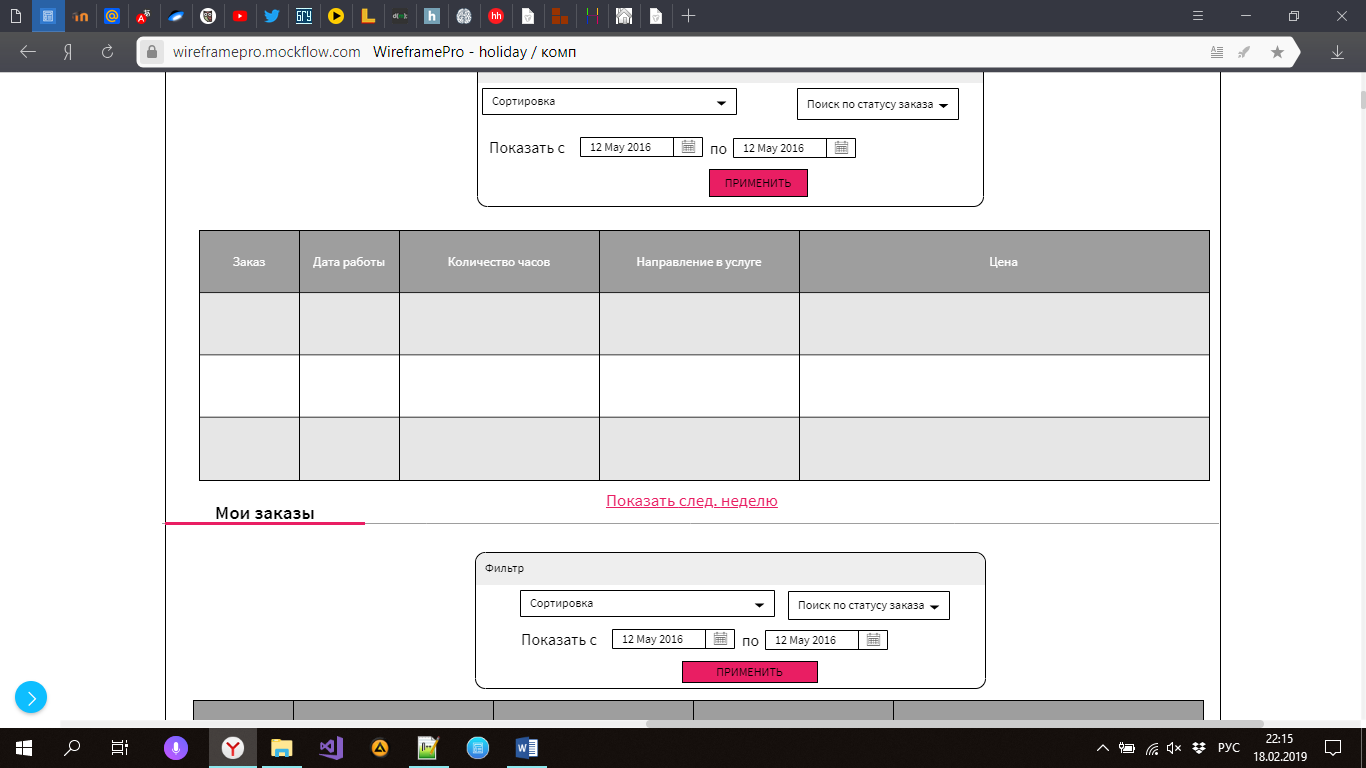 wireframepro.mockflow.com WireframePro - holiday / комп
Сортировка
Поиск по статусу заказа
Показать с 12 May 2016 по 12 May 2016
ПРИМЕНИТЬ
Заказ Дата работы Количество часов Направление в услуге Цена
Показать след. неделю
Мои заказы
Фильтр
Сортировка
Поиск по статусу заказа
Показать с 12 May 2016 по 12 May 2016
ПРИМЕНИТЬ
РУС
22:15
18.02.2019